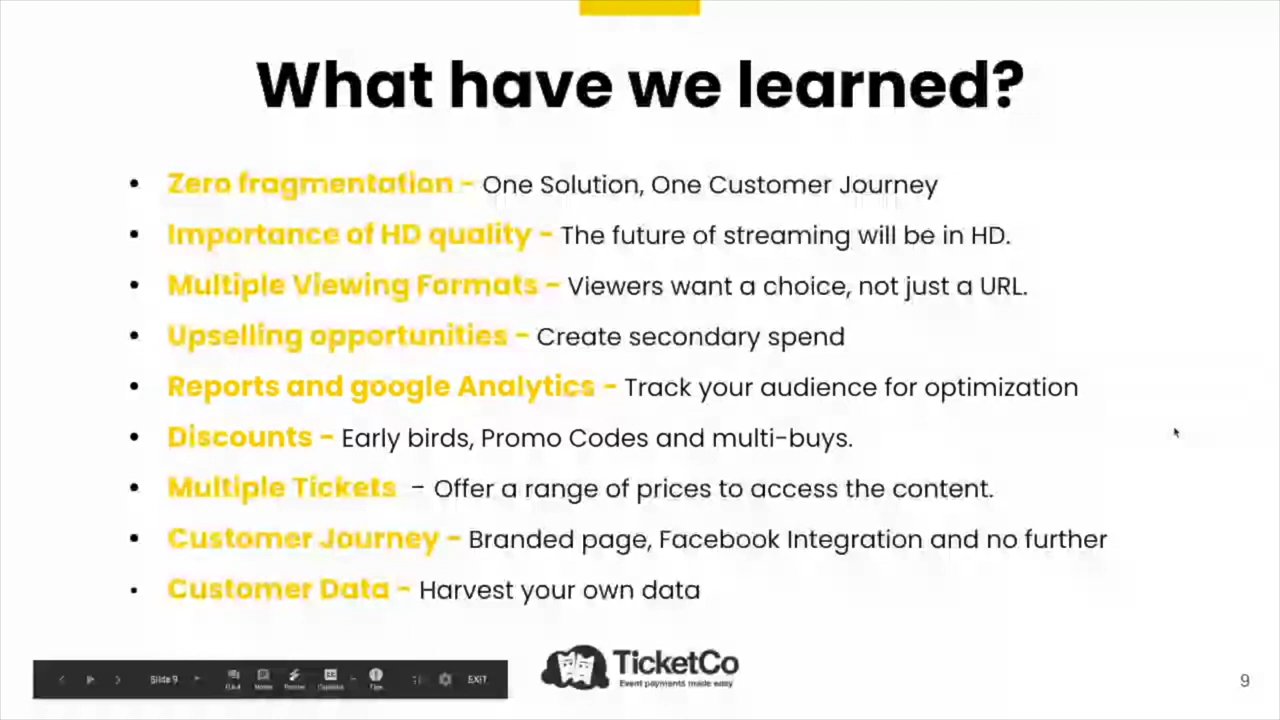 What have we learned?
• Zero fragmentation - One Solution, One Customer Journey
• Importance of HD quality - The future of streaming will be in HD.
• Multiple Viewing Formats - Viewers want a choice, not just a URL.
• Upselling opportunities - Create secondary spend
• Reports and google Analytics - Track your audience for optimization
• Discounts - Early birds, Promo Codes and multi-buys.
• Multiple Tickets - Offer a range of prices to access the content.
• Customer Journey - Branded page, Facebook Integration and no further
• Customer Data - Harvest your own data
TicketCo
Event payments made easy
Slide 9
Q&A Notes Pointer Captions Tips
EXIT
9